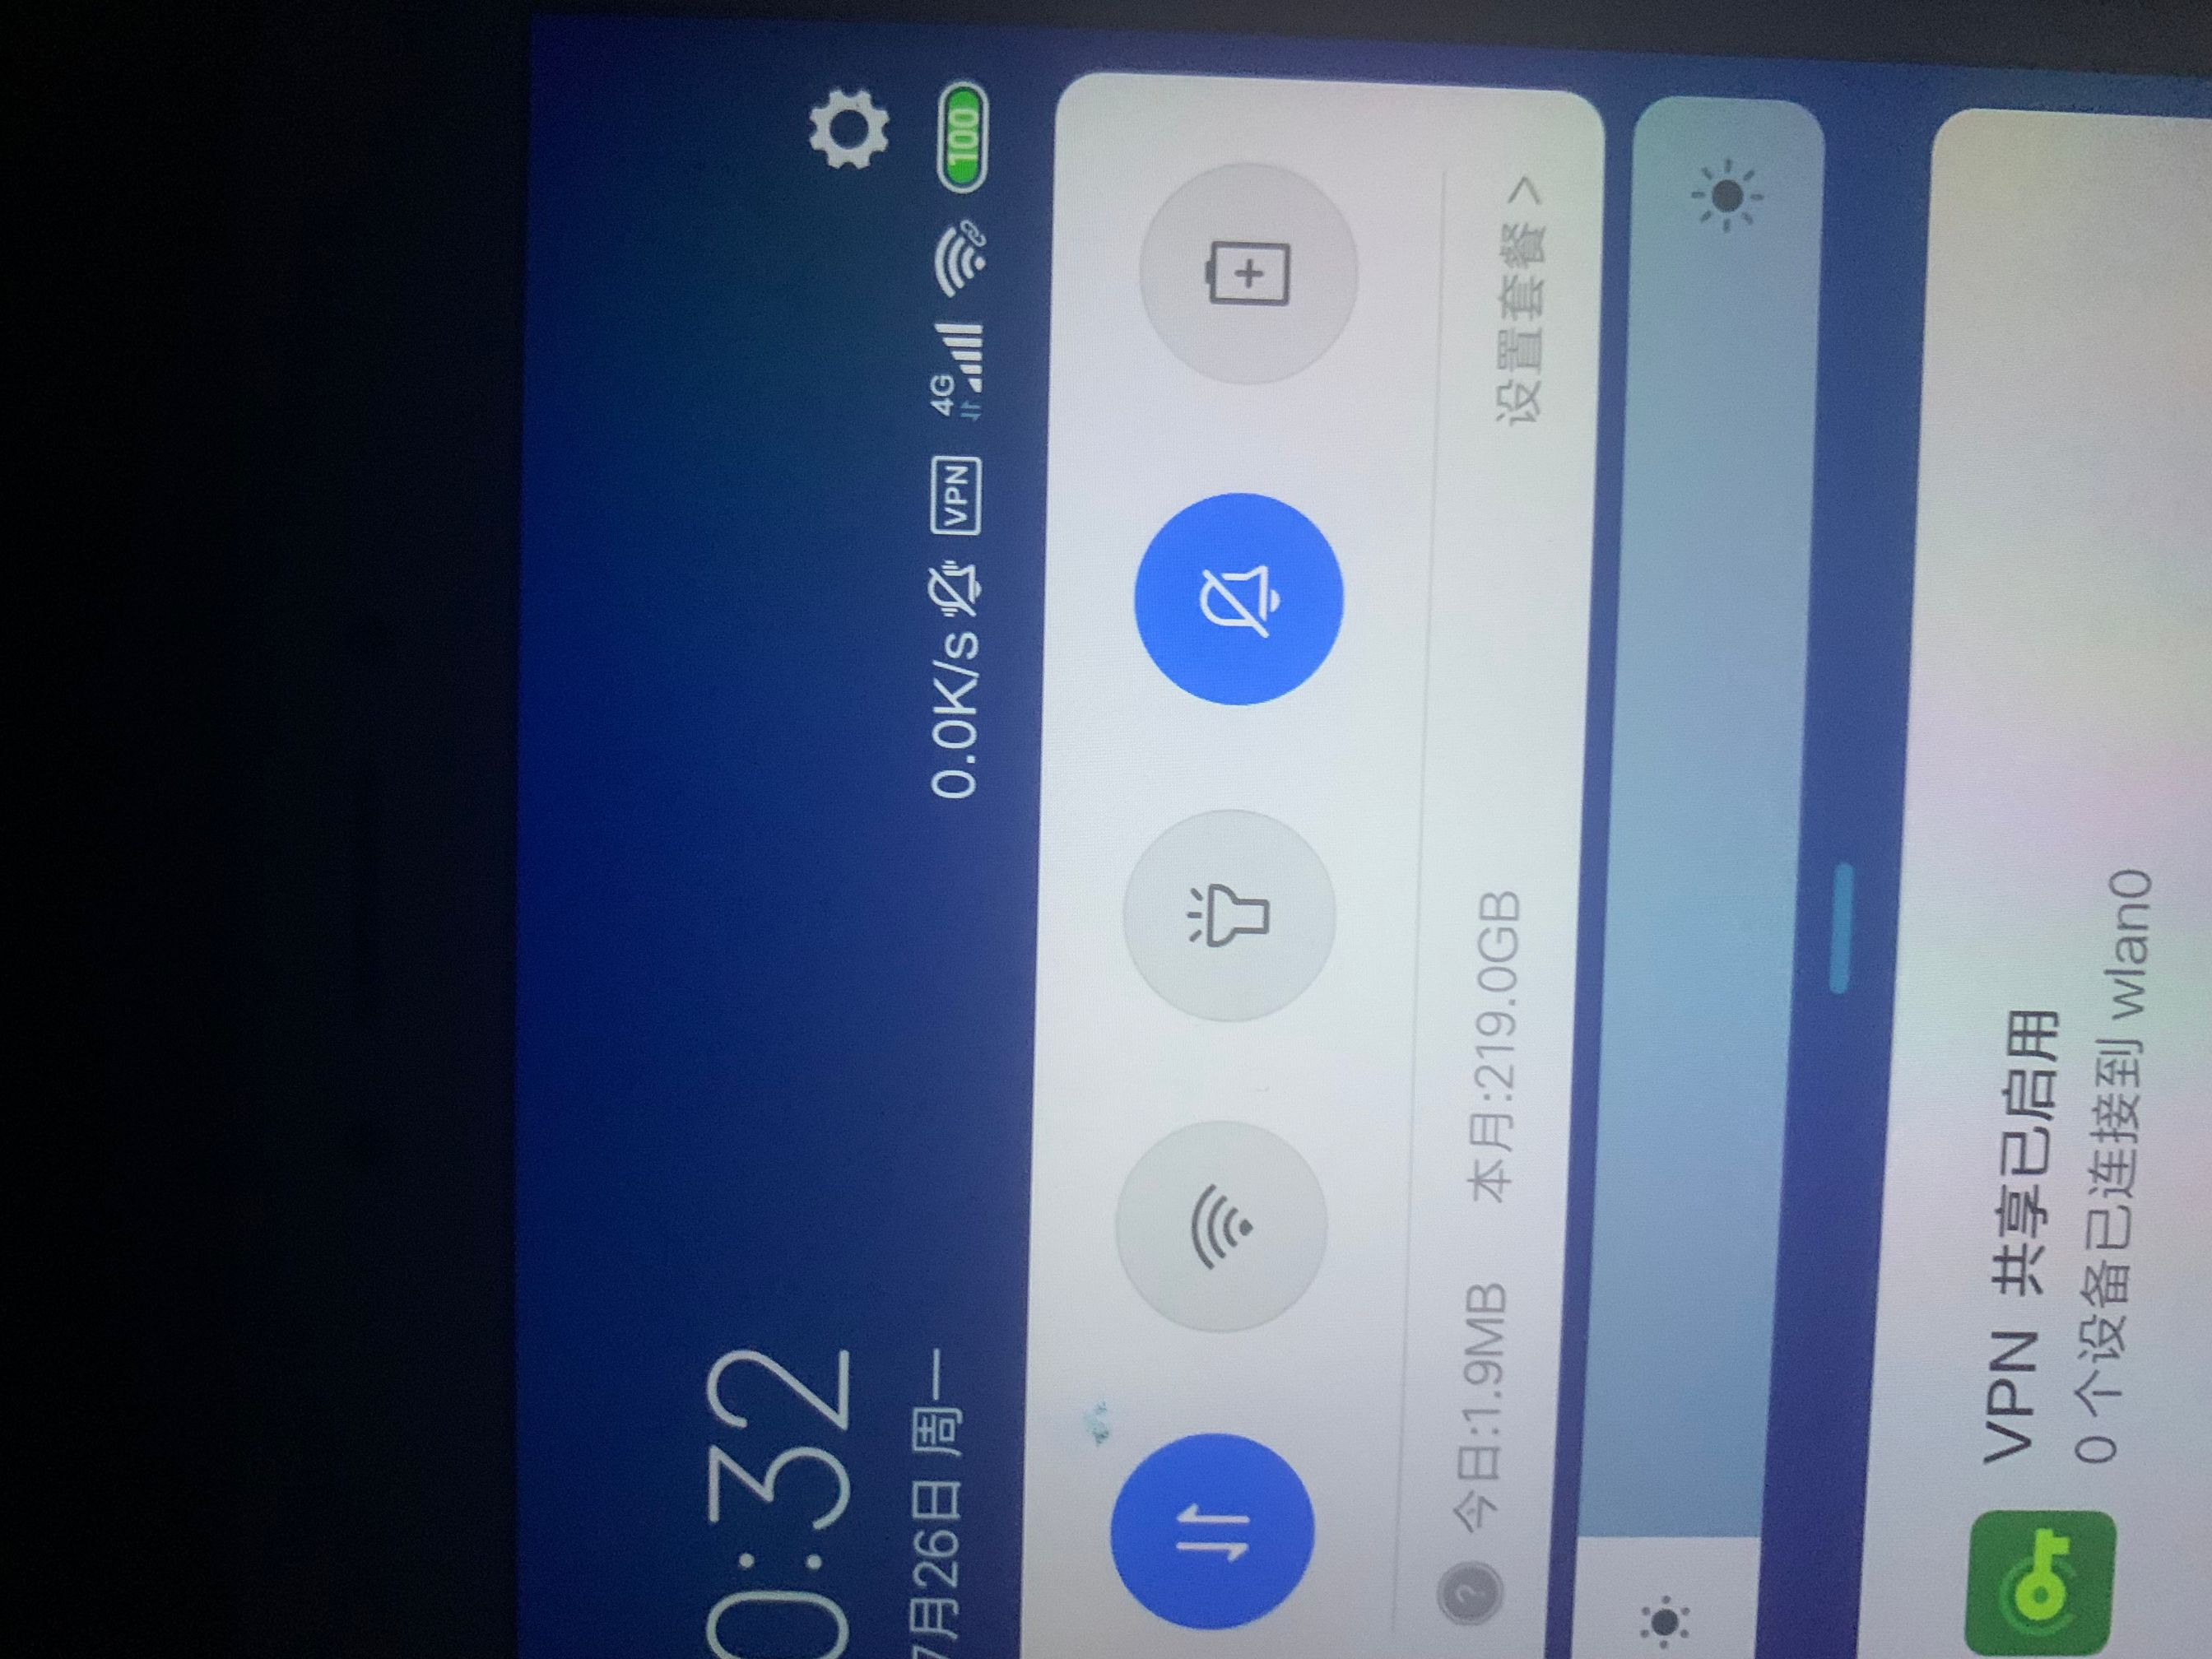 0:32
7月26日 周一
0.0K/s VPN 4G 100
? 今日:1.9MB 本月:219.0GB
设置套餐 >
VPN 共享已启用
0 个设备已连接到 wlan0